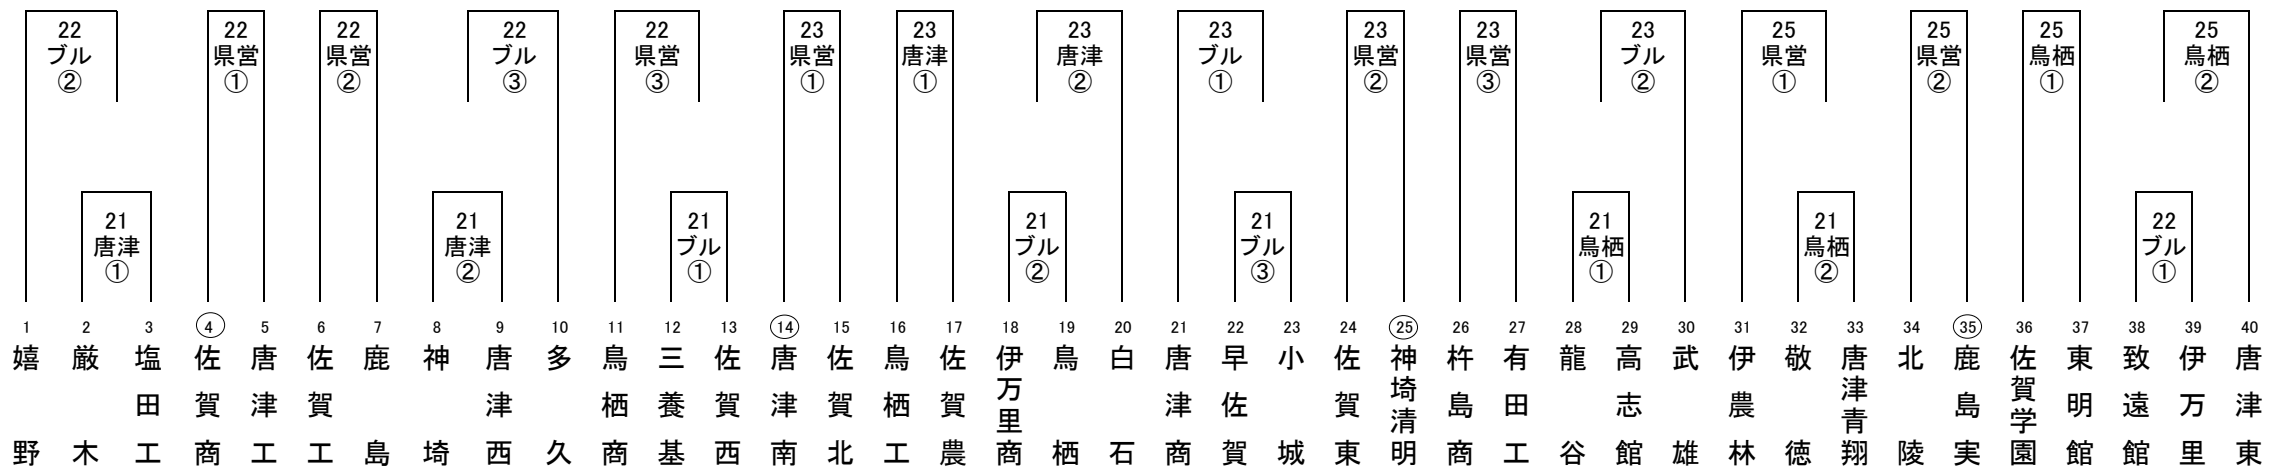 22
ブル
②
22
県営
①
22
県営
②
22
ブル
③
22
県営
③
23
県営
①
23
唐津
①
23
唐津
②
23
ブル
①
23
県営
②
23
県営
③
23
ブル
②
25
県営
①
25
県営
②
25
鳥栖
①
25
鳥栖
②
21
唐津
①
21
唐津
②
21
ブル
①
21
ブル
②
21
ブル
③
21
鳥栖
①
21
鳥栖
②
22
ブル
①
1 2 3 4 5 6 7 8 9 10 11 12 13 14 15 16 17 18 19 20 21 22 23 24 25 26 27 28 29 30 31 32 33 34 35 36 37 38 39 40
嬉野
厳木
塩田工
佐賀商
唐津工
佐賀工
鹿島
神埼
唐津西
多久
鳥栖商
三養基
佐賀西
唐津南
佐賀北
鳥栖工
佐賀農
伊万里商
鳥栖
白石
唐津商
早佐賀
小城
佐賀東
神埼清明
杵島商
有田工
龍谷
高志館
武雄
伊農林
敬徳
唐津青翔
北陵
鹿島実
佐賀学園
東明館
致遠館
伊万里
唐津東